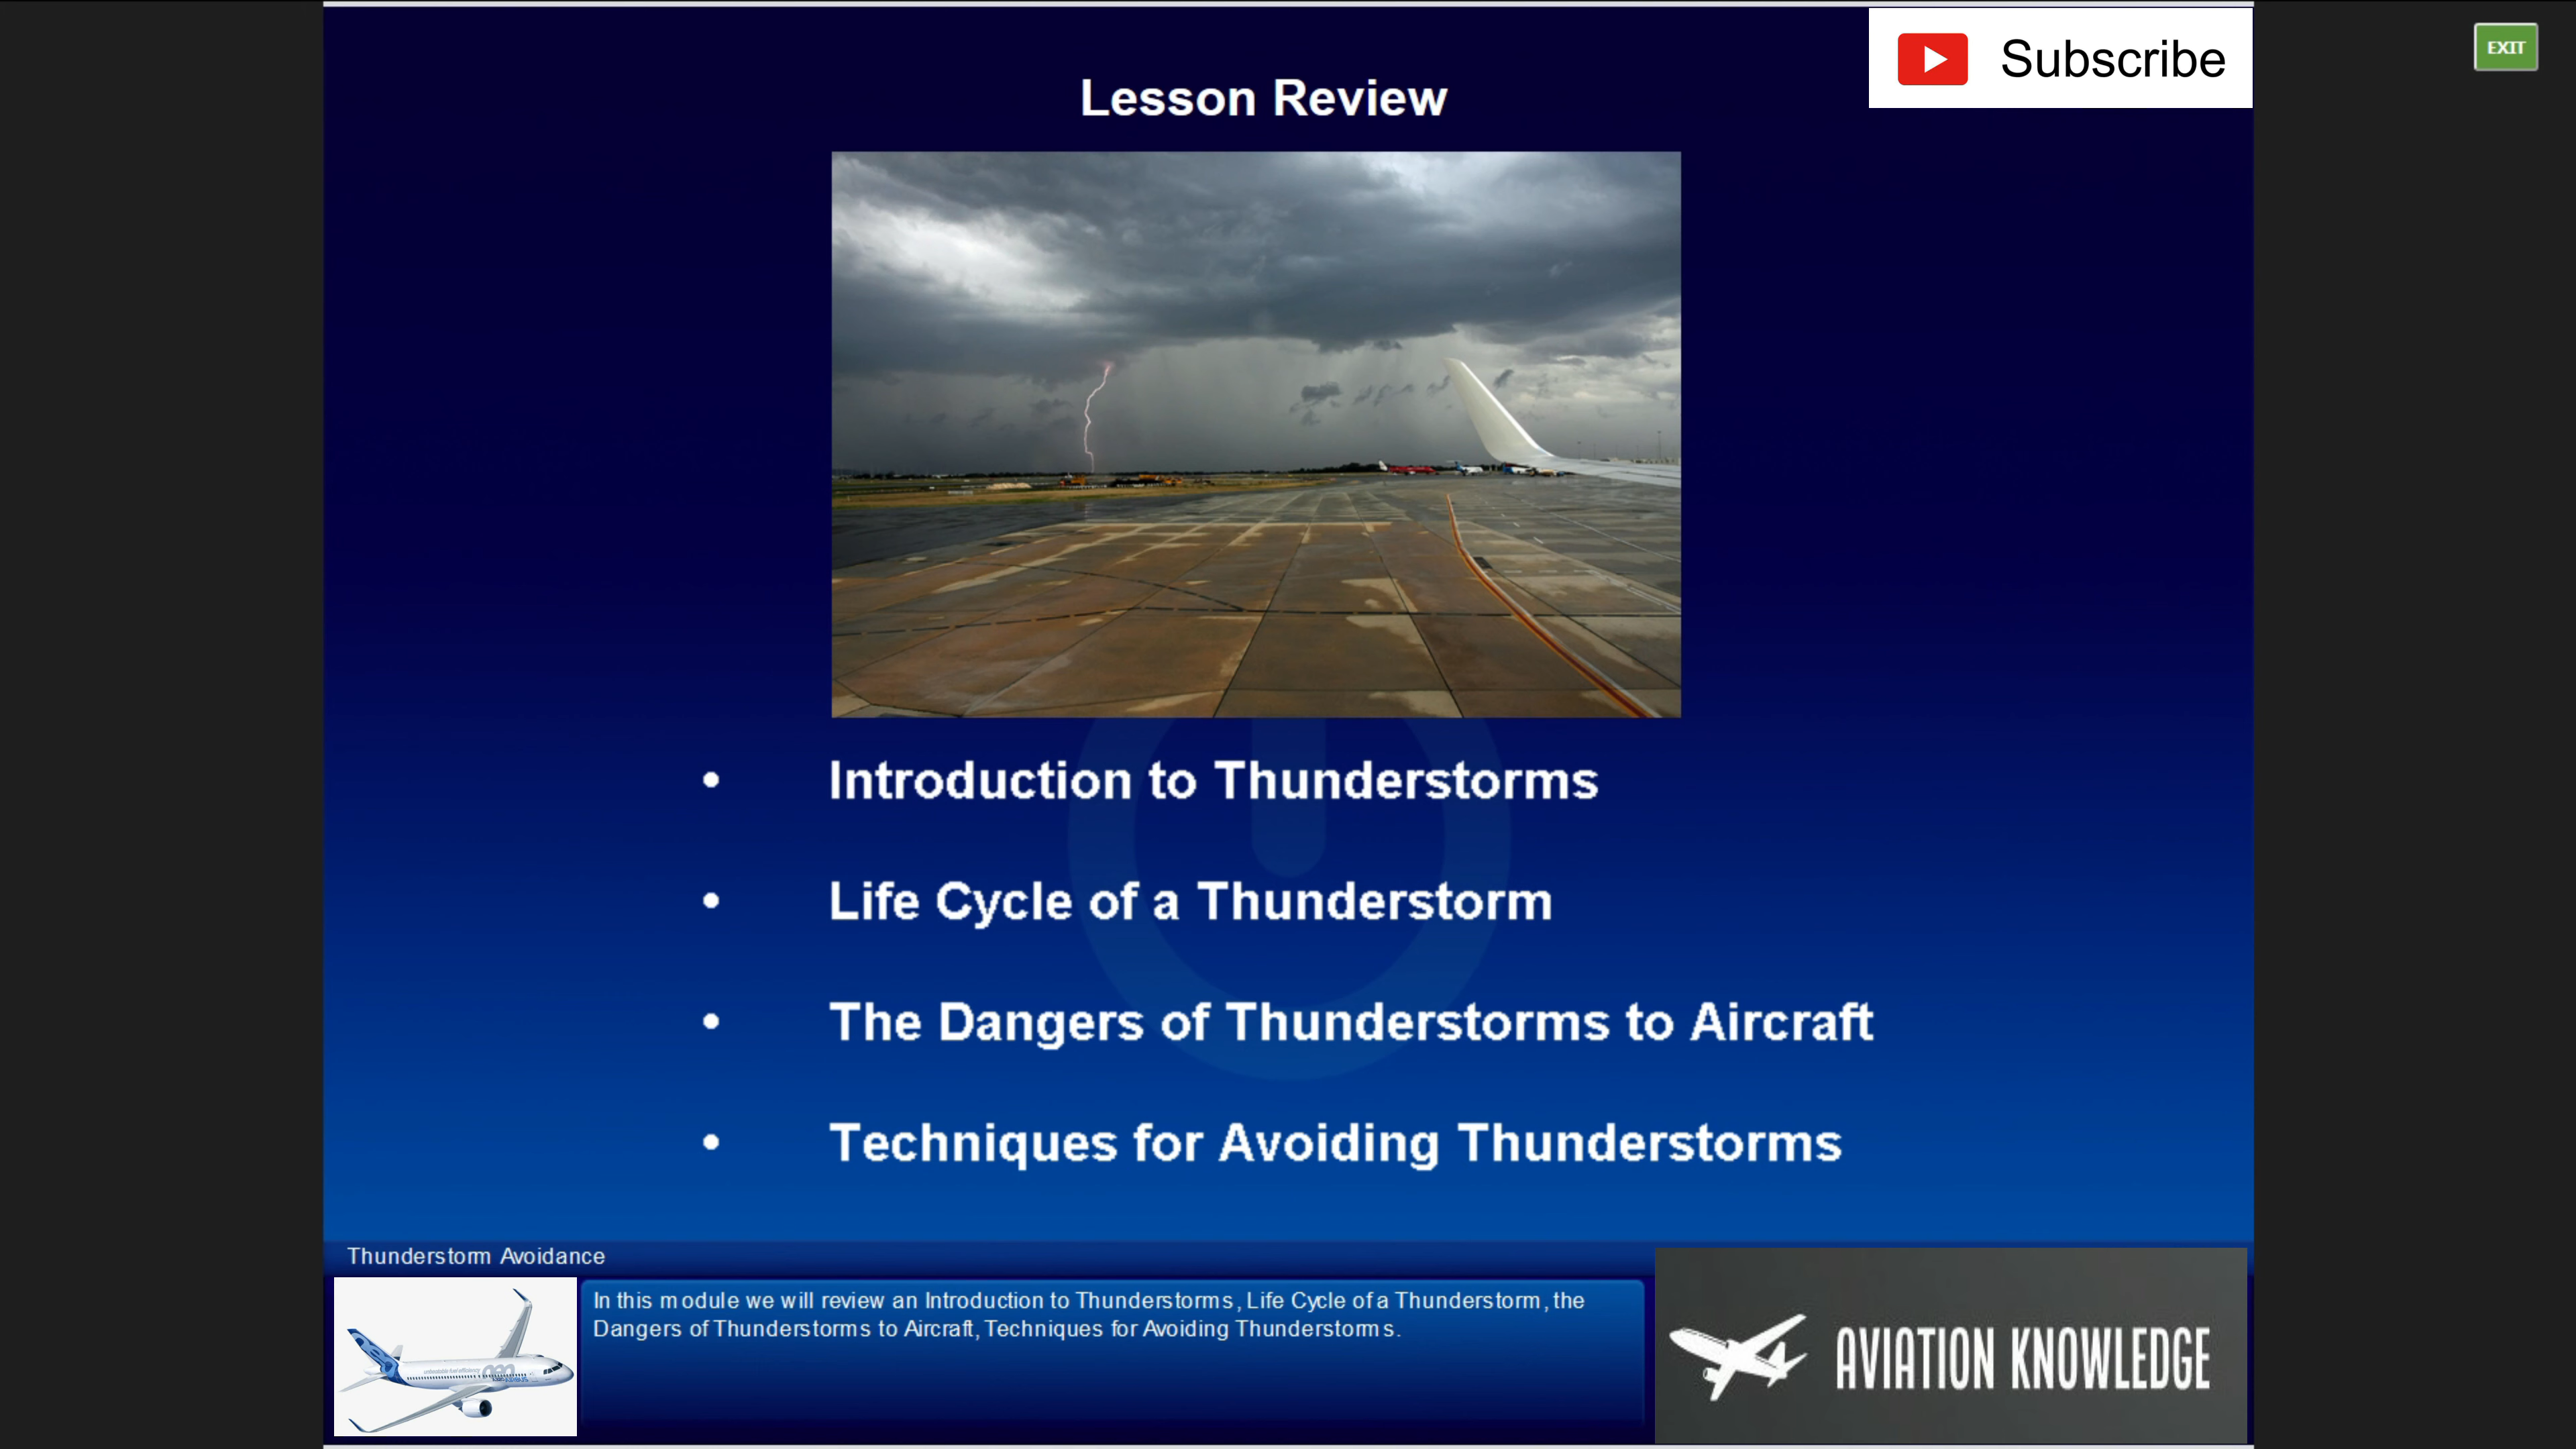 Subscribe
EXIT
Lesson Review
• Introduction to Thunderstorms
• Life Cycle of a Thunderstorm
• The Dangers of Thunderstorms to Aircraft
• Techniques for Avoiding Thunderstorms
Thunderstorm Avoidance
In this module we will review an Introduction to Thunderstorms, Life Cycle of a Thunderstorm, the
Dangers of Thunderstorms to Aircraft, Techniques for Avoiding Thunderstorms.
AVIATION KNOWLEDGE